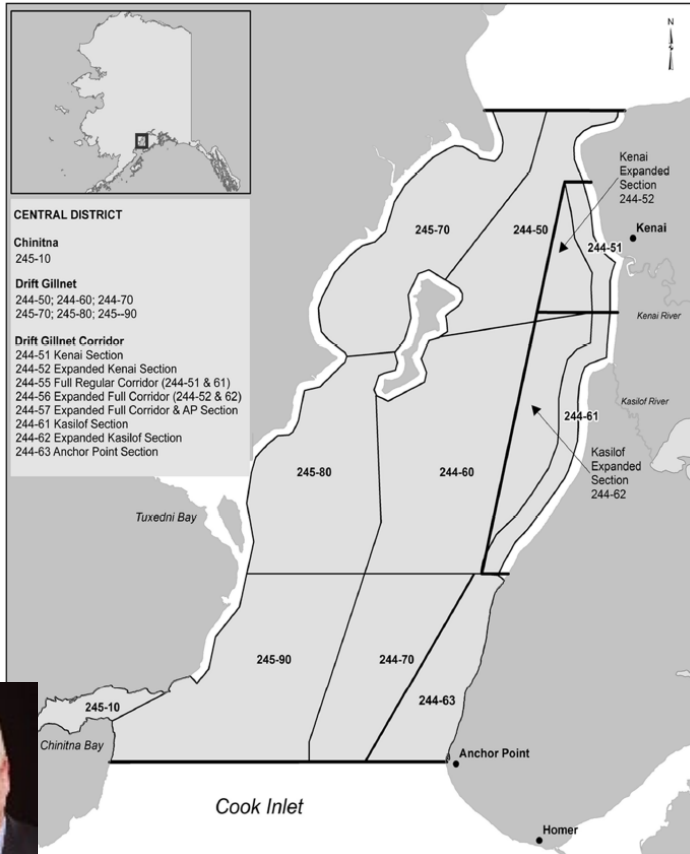 N
CENTRAL DISTRICT
Chinitna
245-10
Drift Gillnet
244-50; 244-60; 244-70
245-70; 245-80; 245--90
Drift Gillnet Corridor
244-51 Kenai Section
244-52 Expanded Kenai Section
244-55 Full Regular Corridor (244-51 & 61)
244-56 Expanded Full Corridor (244-52 & 62)
244-57 Expanded Full Corridor & AP Section
244-61 Kasilof Section
244-62 Expanded Kasilof Section
244-63 Anchor Point Section
Kenai
Expanded
Section
244-52
245-70
244-50
244-51
Kenai
Kenai River
Kasilof River
244-61
Kasilof
Expanded
Section
244-62
245-80
244-60
Tuxedni Bay
245-90
244-70
244-63
245-10
Chinitna Bay
Anchor Point
Cook Inlet
Homer